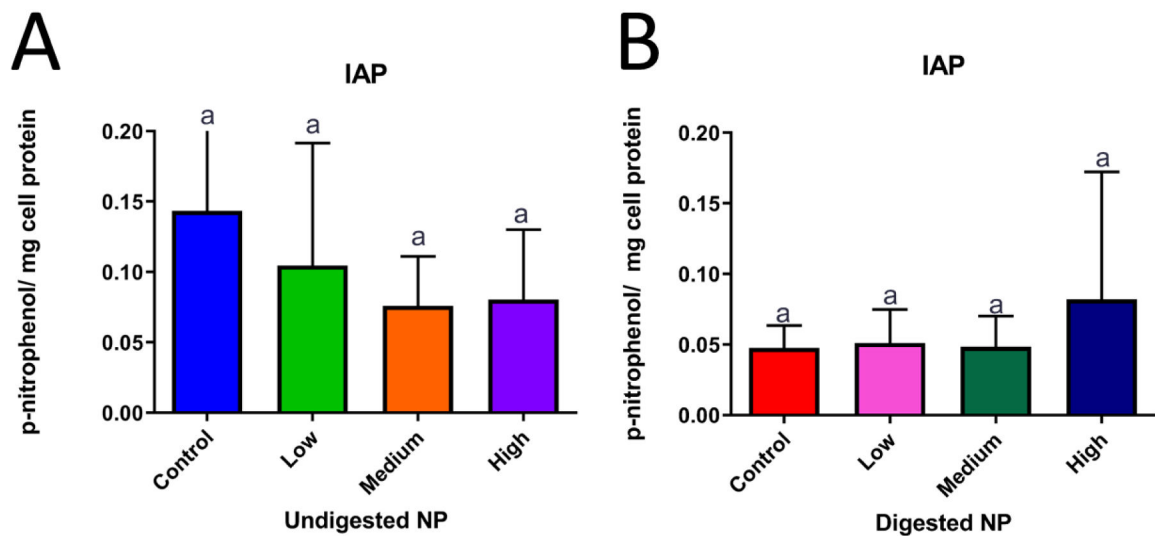 A
IAP
p-nitrophenol/ mg cell protein
0.20
0.15
0.10
0.05
0.00
a
a
a
a
Control
Low
Medium
High
Undigested NP
B
IAP
p-nitrophenol/ mg cell protein
0.20
0.15
0.10
0.05
0.00
a
a
a
a
Control
Low
Medium
High
Digested NP